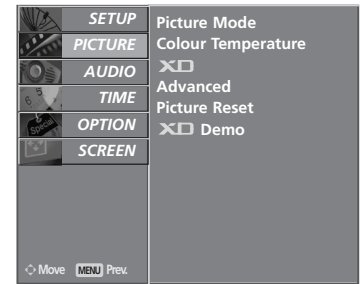 SETUP
PICTURE
AUDIO
TIME
OPTION
SCREEN
Move MENU Prev.
Picture Mode
Colour Temperature
XD
Advanced
Picture Reset
XD Demo
Special